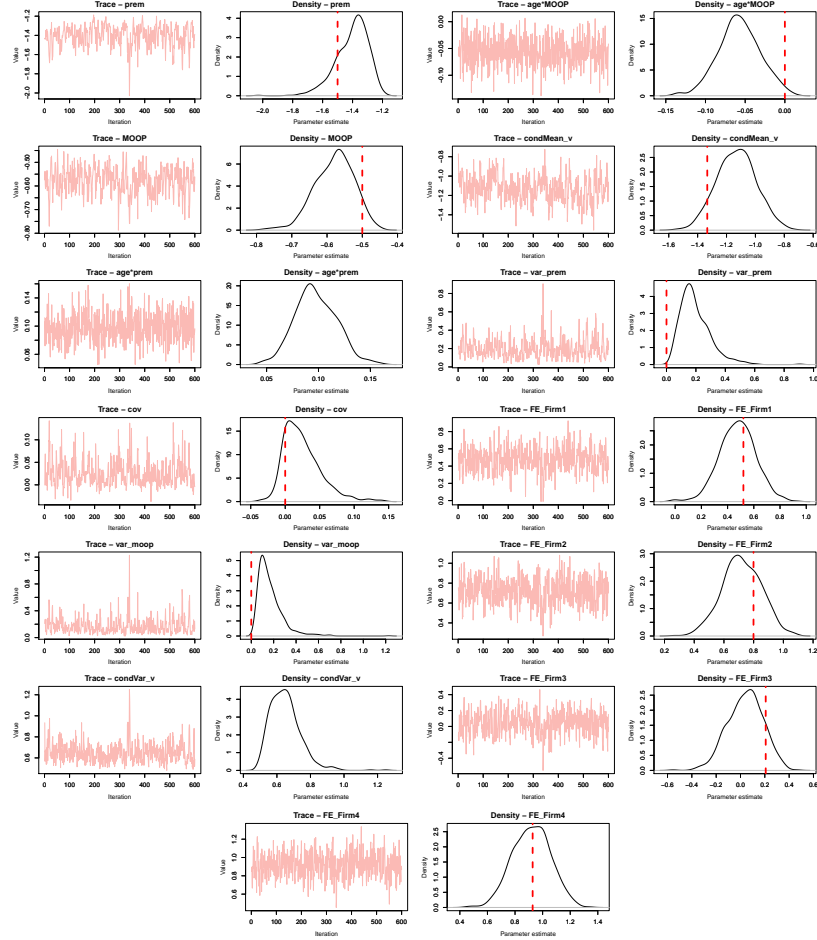 Trace − prem
Value
−2.0 −1.8 −1.6 −1.4 −1.2
0 100 200 300 400 500 600
Iteration
Density − prem
Density
0 1 2 3 4
−2.0 −1.8 −1.6 −1.4 −1.2
Parameter estimate
Trace − age*MOOP
Value
−0.10 −0.05 0.00
0 100 200 300 400 500 600
Iteration
Density − age*MOOP
Density
0 5 10 15
−0.15 −0.10 −0.05 0.00
Parameter estimate
Trace − MOOP
Value
−0.80 −0.60
0 100 200 300 400 500 600
Iteration
Density − MOOP
Density
0 2 4 6
−0.8 −0.7 −0.6 −0.5 −0.4
Parameter estimate
Trace − condMean_v
Value
−1.4 −1.2 −1.0 −0.8
0 100 200 300 400 500 600
Iteration
Density − condMean_v
Density
0.0 0.5 1.0 1.5 2.0 2.5
−1.6 −1.4 −1.2 −1.0 −0.8 −0.6
Parameter estimate
Trace − age*prem
Value
0.06 0.10 0.14
0 100 200 300 400 500 600
Iteration
Density − age*prem
Density
0 5 10 15 20
0.05 0.10 0.15
Parameter estimate
Trace − var_prem
Value
0.0 0.2 0.4 0.6 0.8
0 100 200 300 400 500 600
Iteration
Density − var_prem
Density
0 1 2 3 4
0.0 0.2 0.4 0.6 0.8 1.0
Parameter estimate
Trace − cov
Value
0.00 0.05 0.10
0 100 200 300 400 500 600
Iteration
Density − cov
Density
0 5 10 15
−0.05 0.00 0.05 0.10 0.15
Parameter estimate
Trace − FE_Firm1
Value
0.0 0.2 0.4 0.6 0.8
0 100 200 300 400 500 600
Iteration
Density − FE_Firm1
Density
0.0 1.0 2.0
0.0 0.2 0.4 0.6 0.8 1.0
Parameter estimate
Trace − var_moop
Value
0.0 0.4 0.8 1.2
0 100 200 300 400 500 600
Iteration
Density − var_moop
Density
0 1 2 3 4 5
0.0 0.2 0.4 0.6 0.8 1.0 1.2
Parameter estimate
Trace − FE_Firm2
Value
0.4 0.6 0.8 1.0
0 100 200 300 400 500 600
Iteration
Density − FE_Firm2
Density
0.0 1.0 2.0 3.0
0.2 0.4 0.6 0.8 1.0 1.2
Parameter estimate
Trace − condVar_v
Value
0.6 0.8 1.0 1.2
0 100 200 300 400 500 600
Iteration
Density − condVar_v
Density
0 1 2 3 4
0.4 0.6 0.8 1.0 1.2
Parameter estimate
Trace − FE_Firm3
Value
−0.4 0.0 0.2 0.4
0 100 200 300 400 500 600
Iteration
Density − FE_Firm3
Density
0.0 0.5 1.0 1.5 2.0 2.5
−0.6 −0.4 −0.2 0.0 0.2 0.4 0.6
Parameter estimate
Trace − FE_Firm4
Value
0.6 0.8 1.0 1.2
0 100 200 300 400 500 600
Iteration
Density − FE_Firm4
Density
0.0 0.5 1.0 1.5 2.0 2.5
0.4 0.6 0.8 1.0 1.2 1.4
Parameter estimate